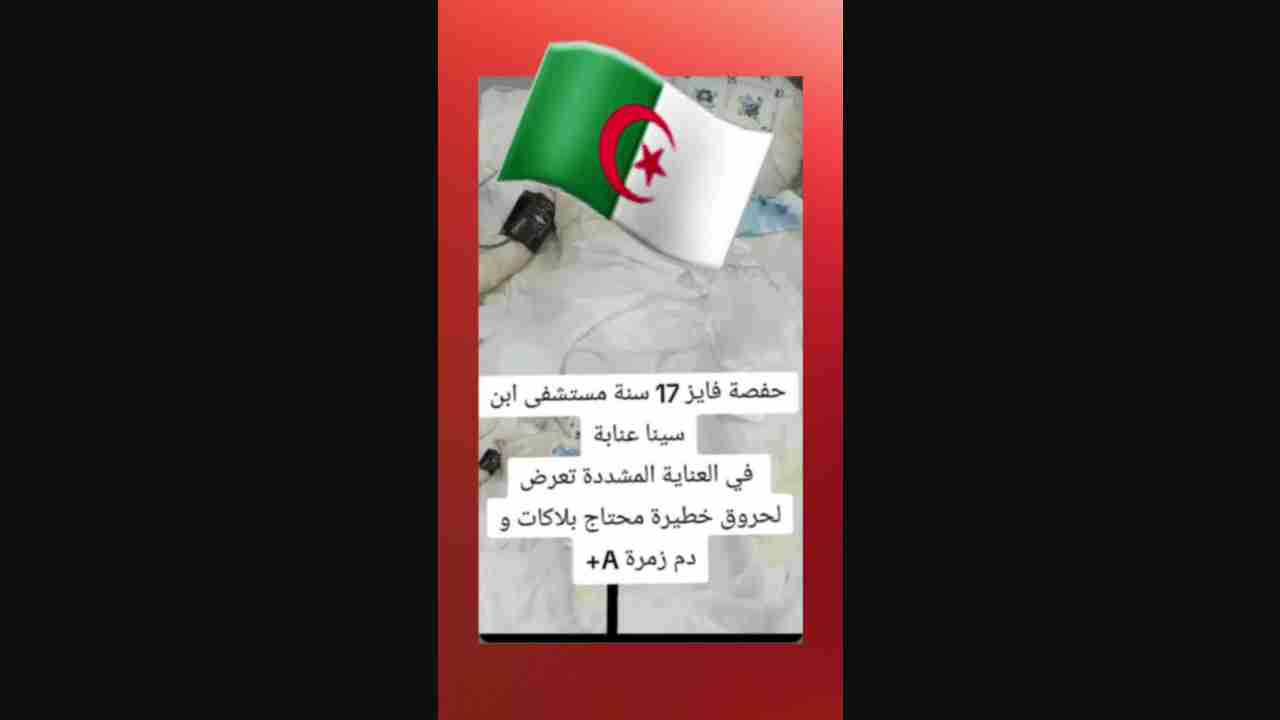 حفصة فايز 17 سنة مستشفى ابن
سينا عنابة
في العناية المشددة تعرض
لحروق خطيرة محتاج بلاكات و
دم زمرة A+